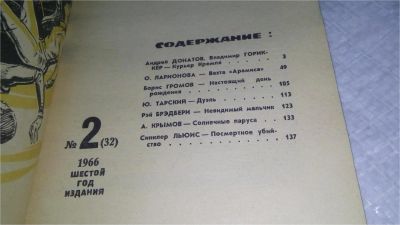 СОДЕРЖАНИЕ :
Андрей ДОНАТОВ, Владимир ГОРИК-
КЕР — Курьер Кремля . . . . . 3
О. ЛАРИОНОВА — Вахта «Арамиса» 49
Борис ГРОМОВ — Настоящий день
рождения . . . . . . . . 105
Ю. ТАРСКИЙ — Дуэль . . . . . 113
Рэй БРЭДБЕРИ — Невидимый мальчик 123
А. КРЫМОВ — Солнечные паруса . . 133
Синклер ЛЬЮИС — Посмертное убий-
ство . . . . . . . . . 137
№ 2 (32)
1966
ШЕСТОЙ
ГОД
ИЗДАНИЯ